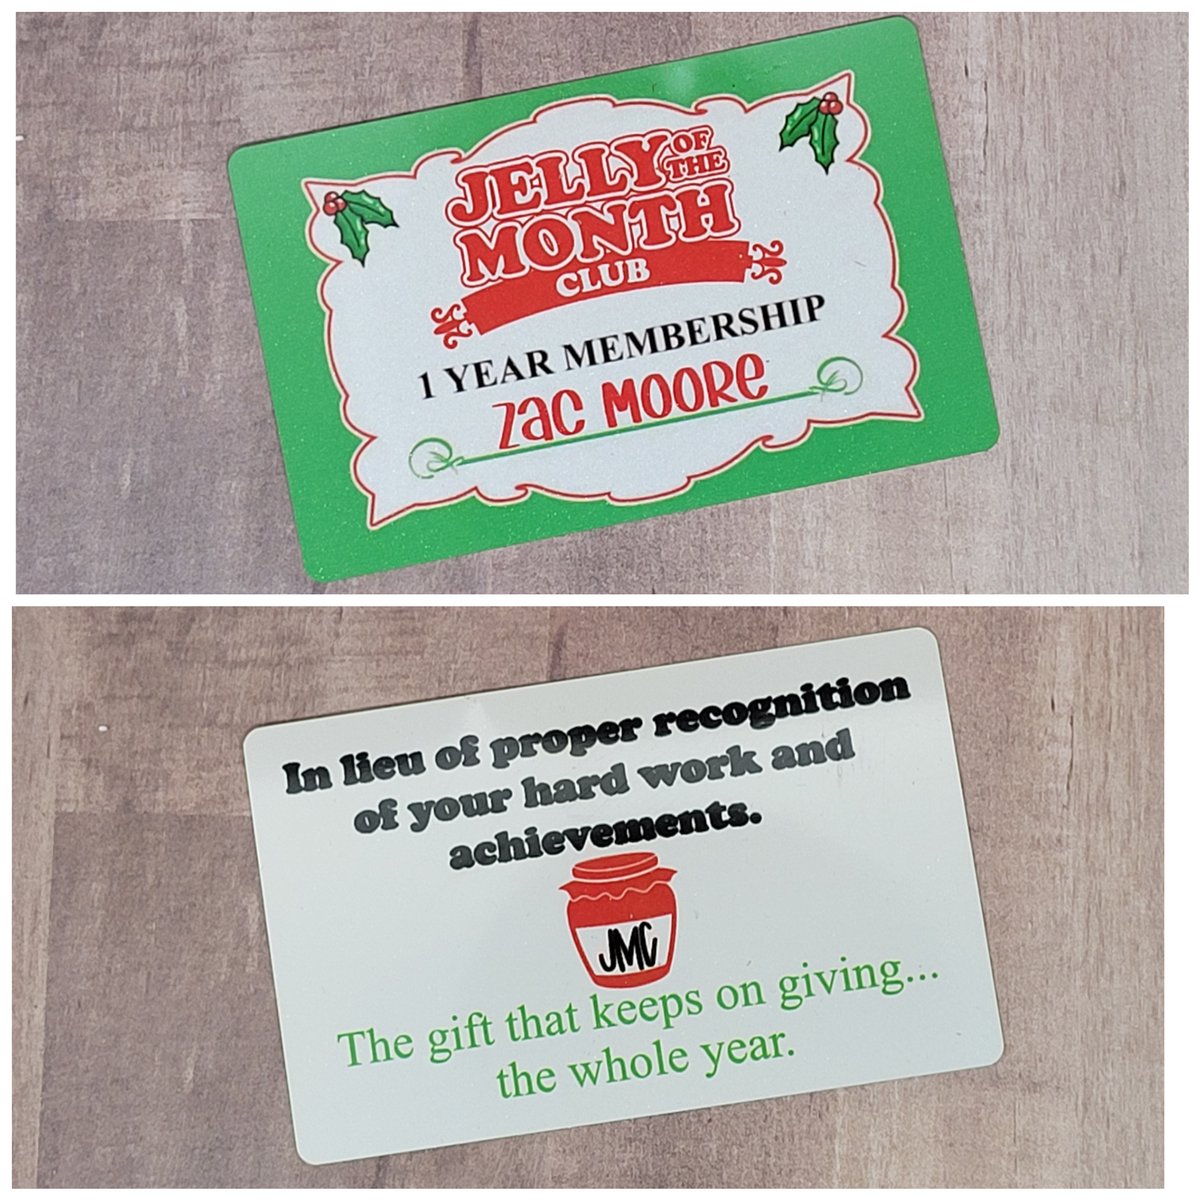 JELLY OF THE
MONTH
CLUB
1 YEAR MEMBERSHIP
Zac MOORe
In lieu of proper recognition
of your hard work and
achievements.
JMC
The gift that keeps on giving...
the whole year.